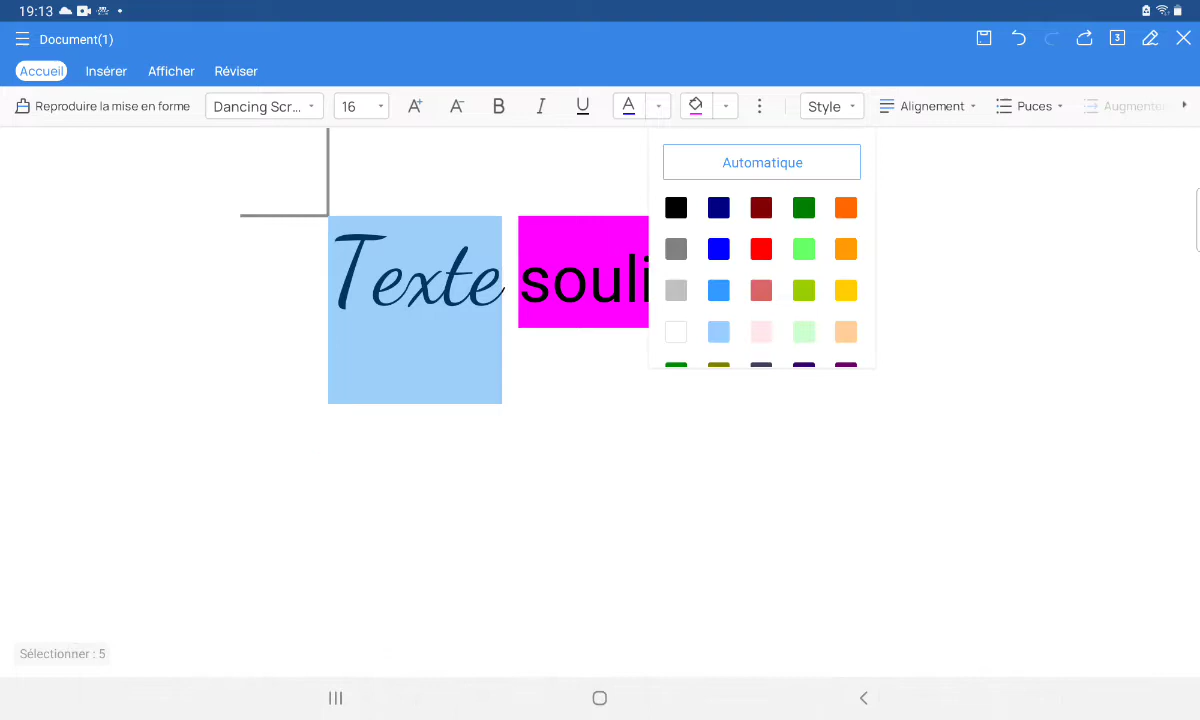 19:13
Document(1)
3
Accueil Insérer Afficher Réviser
Reproduire la mise en forme Dancing Scr... 16 A+ A- B I U A Style Alignement Puces Augmente
Automatique
Texte souli
Sélectionner : 5